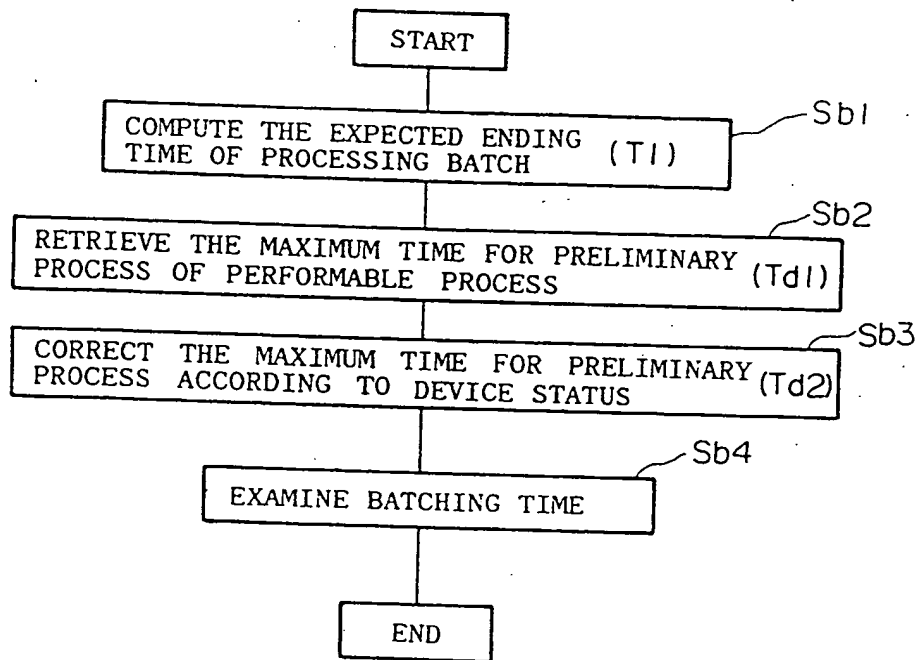 START
Sb1
COMPUTE THE EXPECTED ENDING
TIME OF PROCESSING BATCH (T1)
Sb2
RETRIEVE THE MAXIMUM TIME FOR PRELIMINARY
PROCESS OF PERFORMABLE PROCESS (Td1)
Sb3
CORRECT THE MAXIMUM TIME FOR PRELIMINARY
PROCESS ACCORDING TO DEVICE STATUS (Td2)
Sb4
EXAMINE BATCHING TIME
END